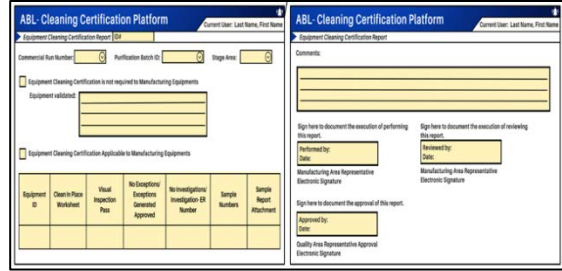 ABL- Cleaning Certification Platform
Current User: Last Name, First Name
Equipment Cleaning Certification Report ID#
Commercial Run Number: Purification Batch ID: Stage Area:
Equipment Cleaning Certification is not required to Manufacturing Equipments
Equipment validated:
Equipment Cleaning Certification Applicable to Manufacturing Equipments
Equipment ID
Clean in Place Worksheet
Visual Inspection Pass
No Exceptions/ Exceptions Generated Approved
No Investigations/ Investigation- ER Number
Sample Numbers
Sample Report Attachment
ABL- Cleaning Certification Platform
Current User: Last Name, First Name
Equipment Cleaning Certification Report
Comments:
Sign here to document the execution of performing
this report.
Performed by:
Date:
Manufacturing Area Representative
Electronic Signature
Sign here to document the execution of reviewing
this report.
Reviewed by:
Date:
Manufacturing Area Representative
Electronic Signature
Sign here to document the approval of this report.
Approved by:
Date:
Quality Area Representative Approval
Electronic Signature